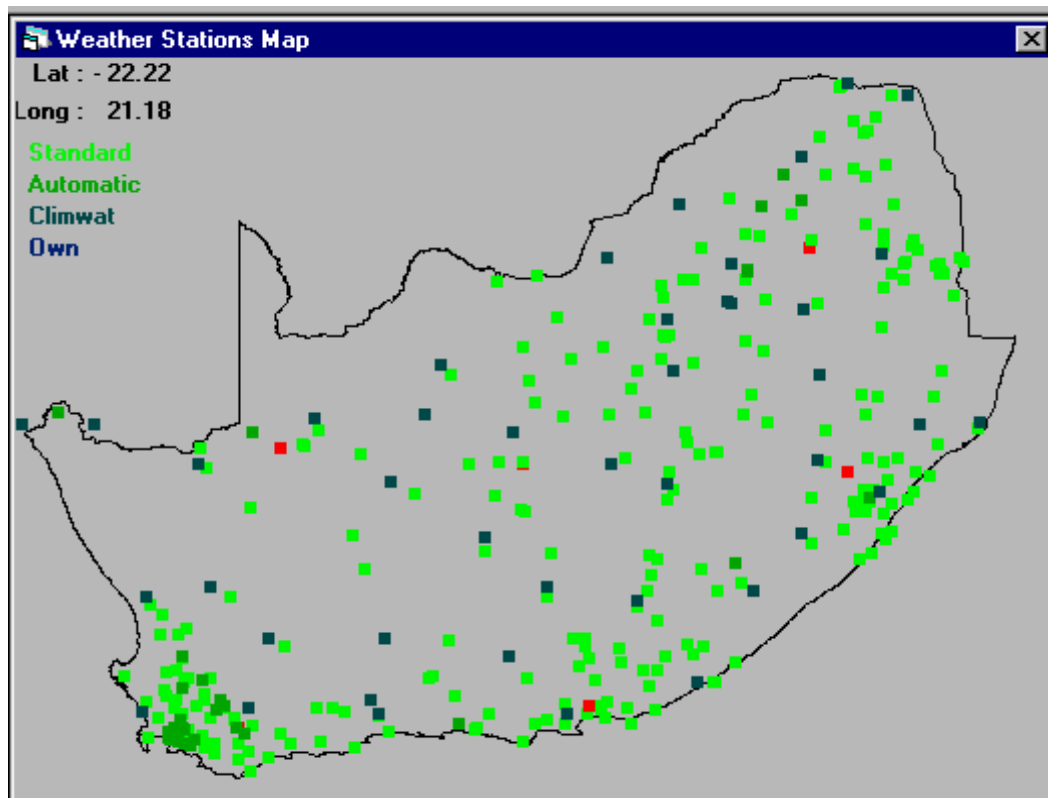 Weather Stations Map
Lat : - 22.22
Long : 21.18
Standard
Automatic
Climwat
Own